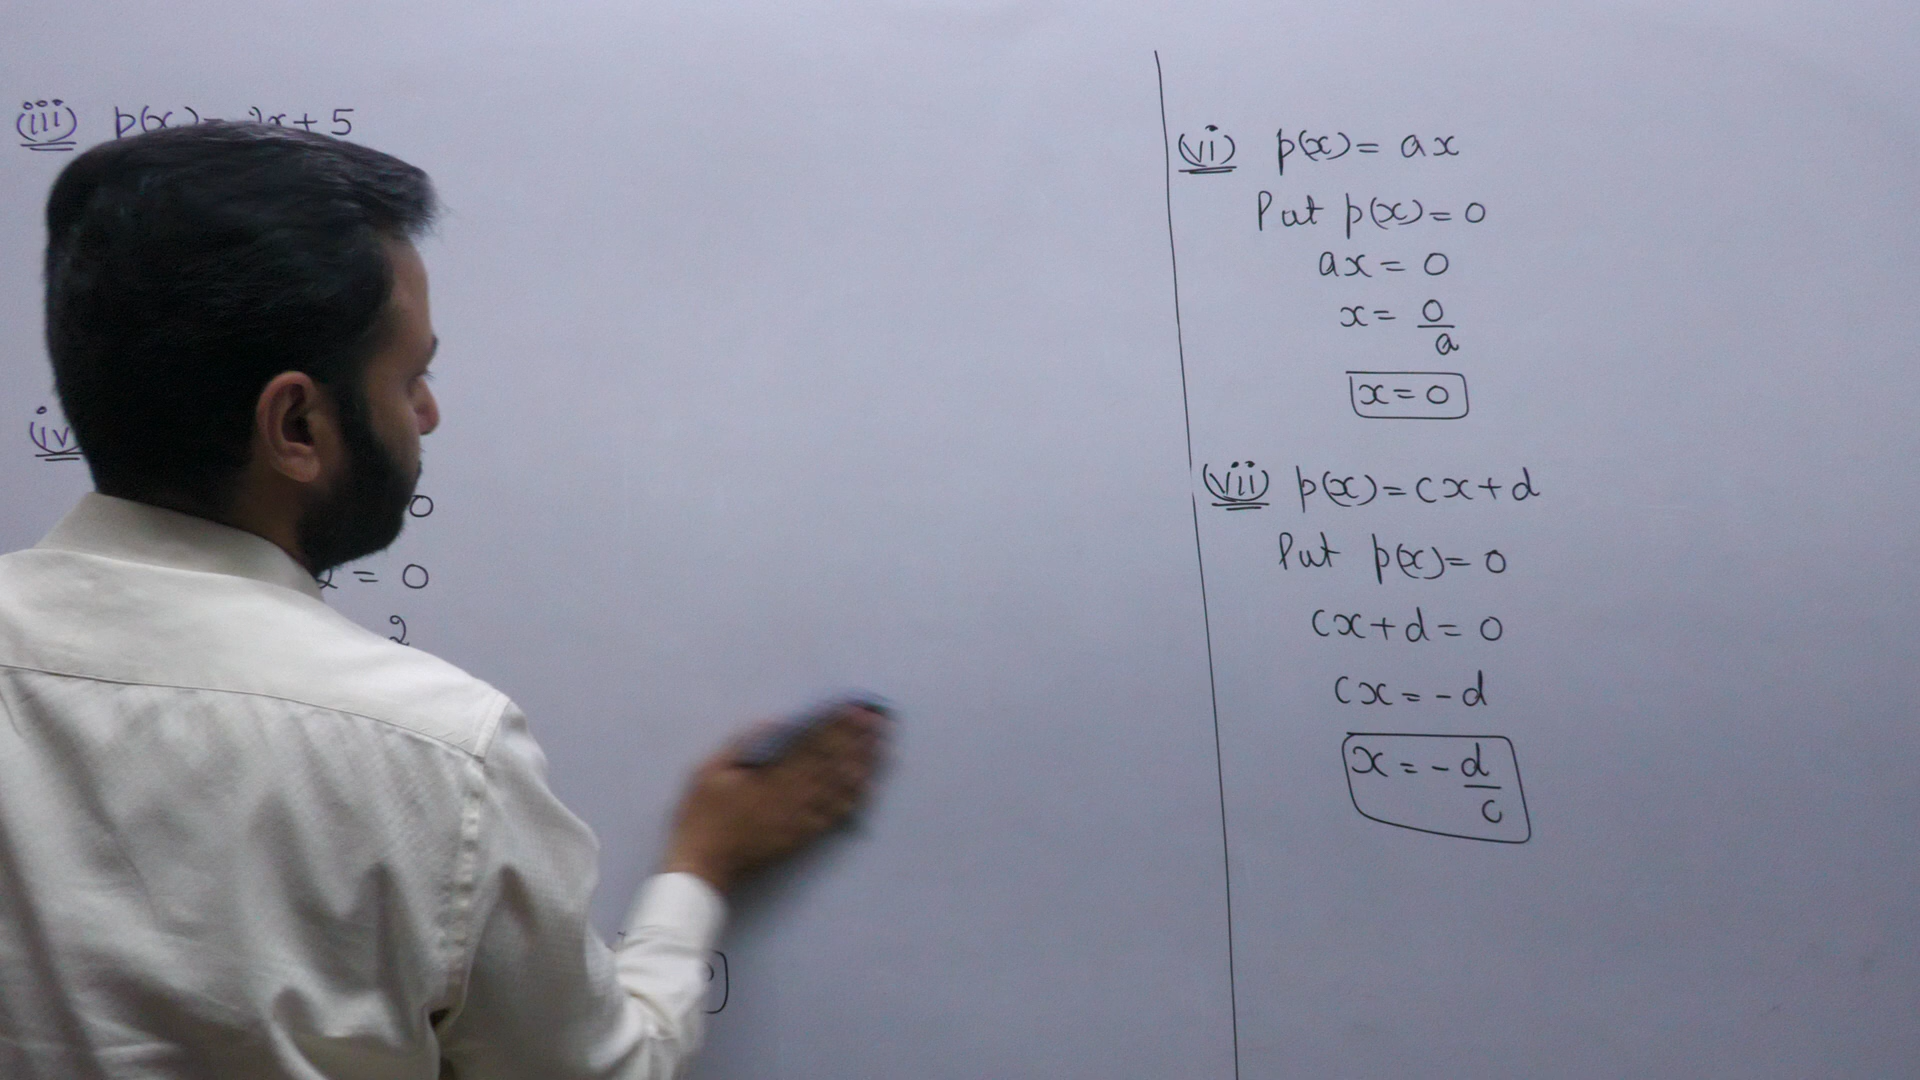 (iii) p(x)= 2x+5
(iv)
0
2 = 0
2
(vi) p(x)= ax
Put p(x)=0
ax = 0
x = 0/a
x = 0
(vii) p(x)=cx+d
Put p(x)=0
cx+d=0
cx=-d
x = -d/c